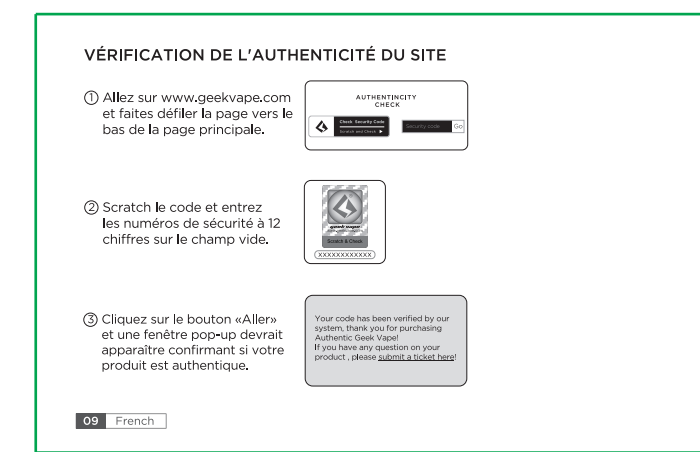 VÉRIFICATION DE L'AUTHENTICITÉ DU SITE
① Allez sur www.geekvape.com
et faites défiler la page vers le
bas de la page principale.
AUTHENTINCITY
CHECK
Check Security Code
Scratch and Check
Security code Go
② Scratch le code et entrez
les numéros de sécurité à 12
chiffres sur le champ vide.
geek vape
Scratch & Check
(XXXXXXXXXXXX)
③ Cliquez sur le bouton «Aller»
et une fenêtre pop-up devrait
apparaître confirmant si votre
produit est authentique.
Your code has been verified by our
system, thank you for purchasing
Authentic Geek Vape!
If you have any question on your
product , please submit a ticket here!
09 French